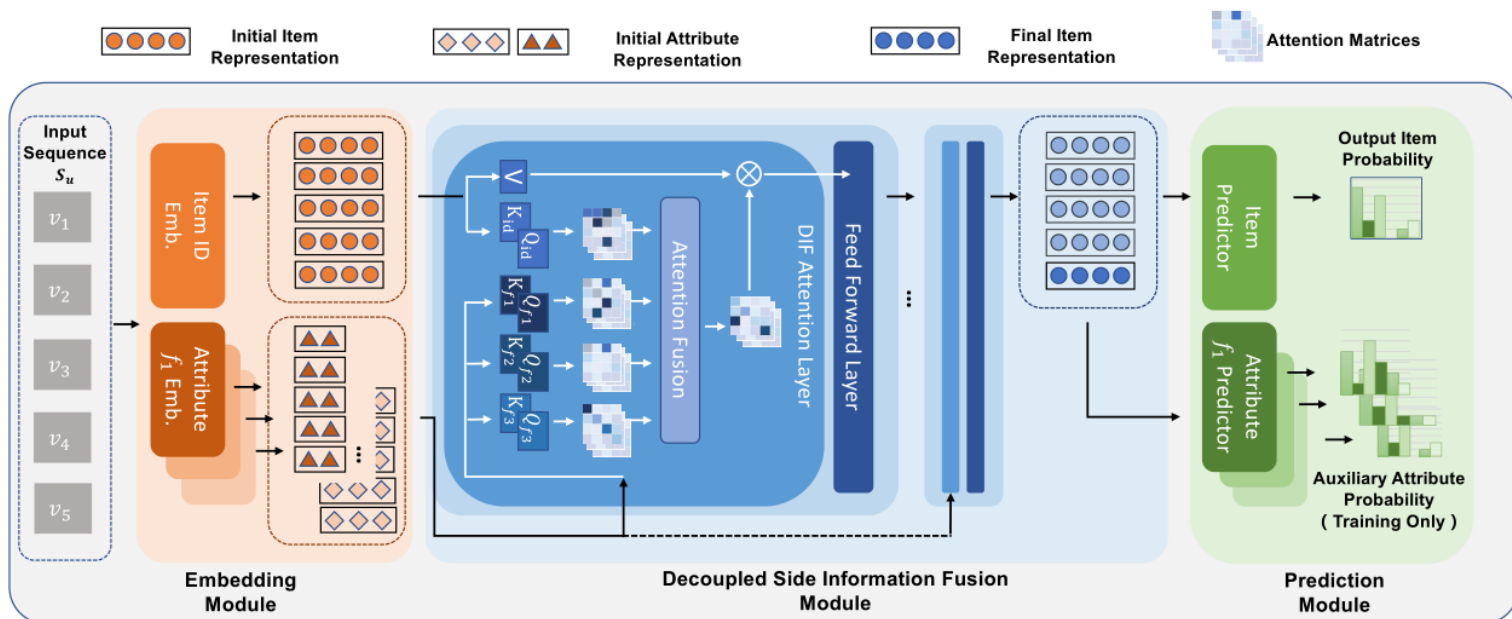 Initial Item
Representation
Initial Attribute
Representation
Final Item
Representation
Attention Matrices
Input
Sequence
S_u
v_1
v_2
v_3
v_4
v_5
Item ID
Emb.
Attribute
f_1 Emb.
...
Embedding
Module
V
K_id
Q_id
K_f1
Q_f1
K_f2
Q_f2
K_f3
Q_f3
Attention Fusion
DIF Attention Layer
Feed Forward Layer
...
Decoupled Side Information Fusion
Module
Item
Predictor
Attribute
f_1 Predictor
Output Item
Probability
Auxiliary Attribute
Probability
( Training Only )
Prediction
Module